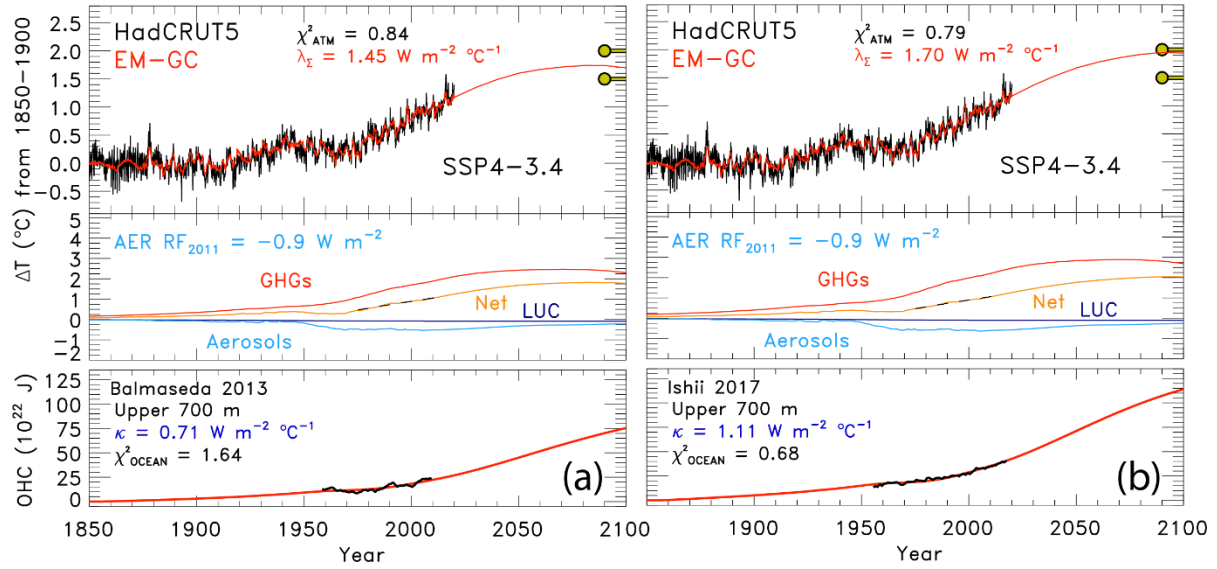 ΔT (°C) from 1850-1900
2.5
2.0
1.5
1.0
0.5
0.0
-0.5
HadCRUT5
EM-GC
χ²ATM = 0.84
λΣ = 1.45 W m⁻² °C⁻¹
SSP4-3.4
5
4
3
2
1
0
-1
-2
AER RF₂₀₁₁ = -0.9 W m⁻²
GHGs
Net
LUC
Aerosols
OHC (10²² J)
125
100
75
50
25
0
Balmaseda 2013
Upper 700 m
κ = 0.71 W m⁻² °C⁻¹
χ²OCEAN = 1.64
(a)
1850 1900 1950 2000 2050 2100
Year
HadCRUT5
EM-GC
χ²ATM = 0.79
λΣ = 1.70 W m⁻² °C⁻¹
SSP4-3.4
AER RF₂₀₁₁ = -0.9 W m⁻²
GHGs
Net
LUC
Aerosols
Ishii 2017
Upper 700 m
κ = 1.11 W m⁻² °C⁻¹
χ²OCEAN = 0.68
(b)
1900 1950 2000 2050 2100
Year